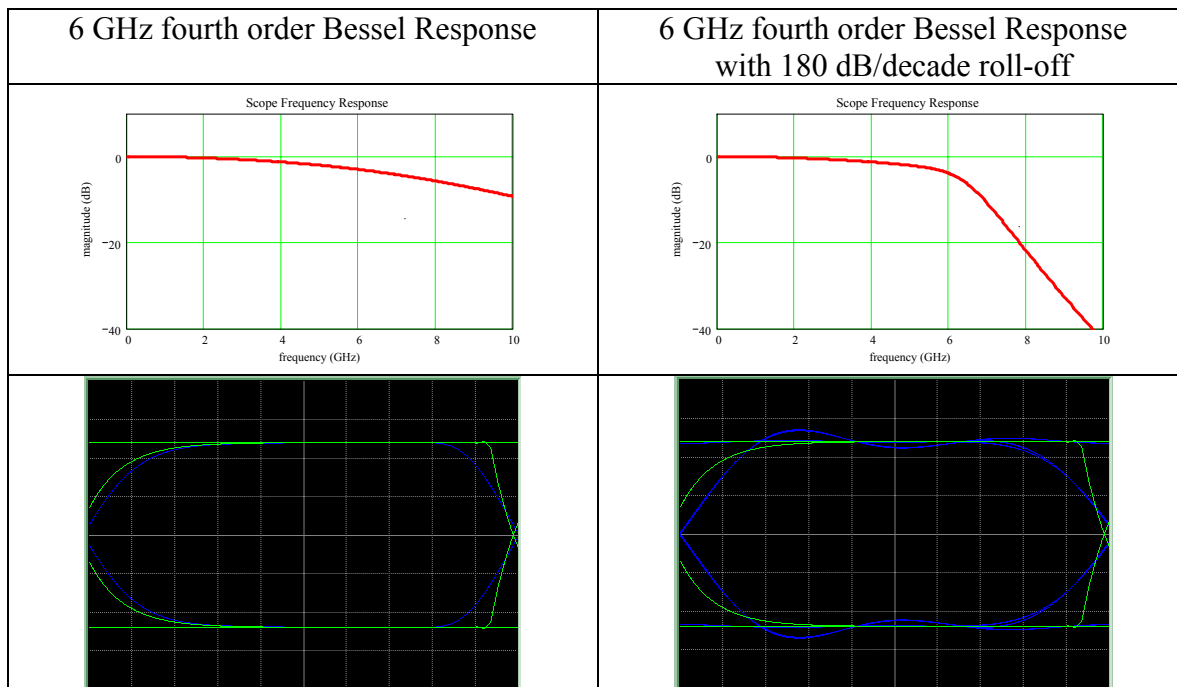 6 GHz fourth order Bessel Response
6 GHz fourth order Bessel Response
with 180 dB/decade roll-off
Scope Frequency Response
magnitude (dB)
0
−20
−40
0 2 4 6 8 10
frequency (GHz)
Scope Frequency Response
magnitude (dB)
0
−20
−40
0 2 4 6 8 10
frequency (GHz)